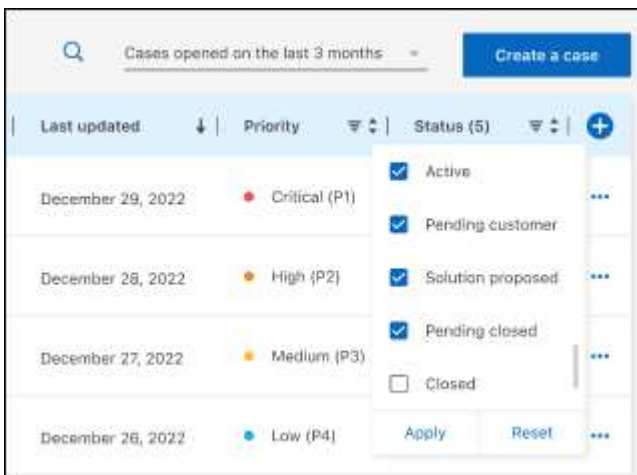 Cases opened on the last 3 months
Create a case
Last updated
Priority
Status (5)
Active
December 29, 2022
Critical (P1)
Pending customer
December 28, 2022
High (P2)
Solution proposed
Pending closed
December 27, 2022
Medium (P3)
Closed
December 26, 2022
Low (P4)
Apply
Reset